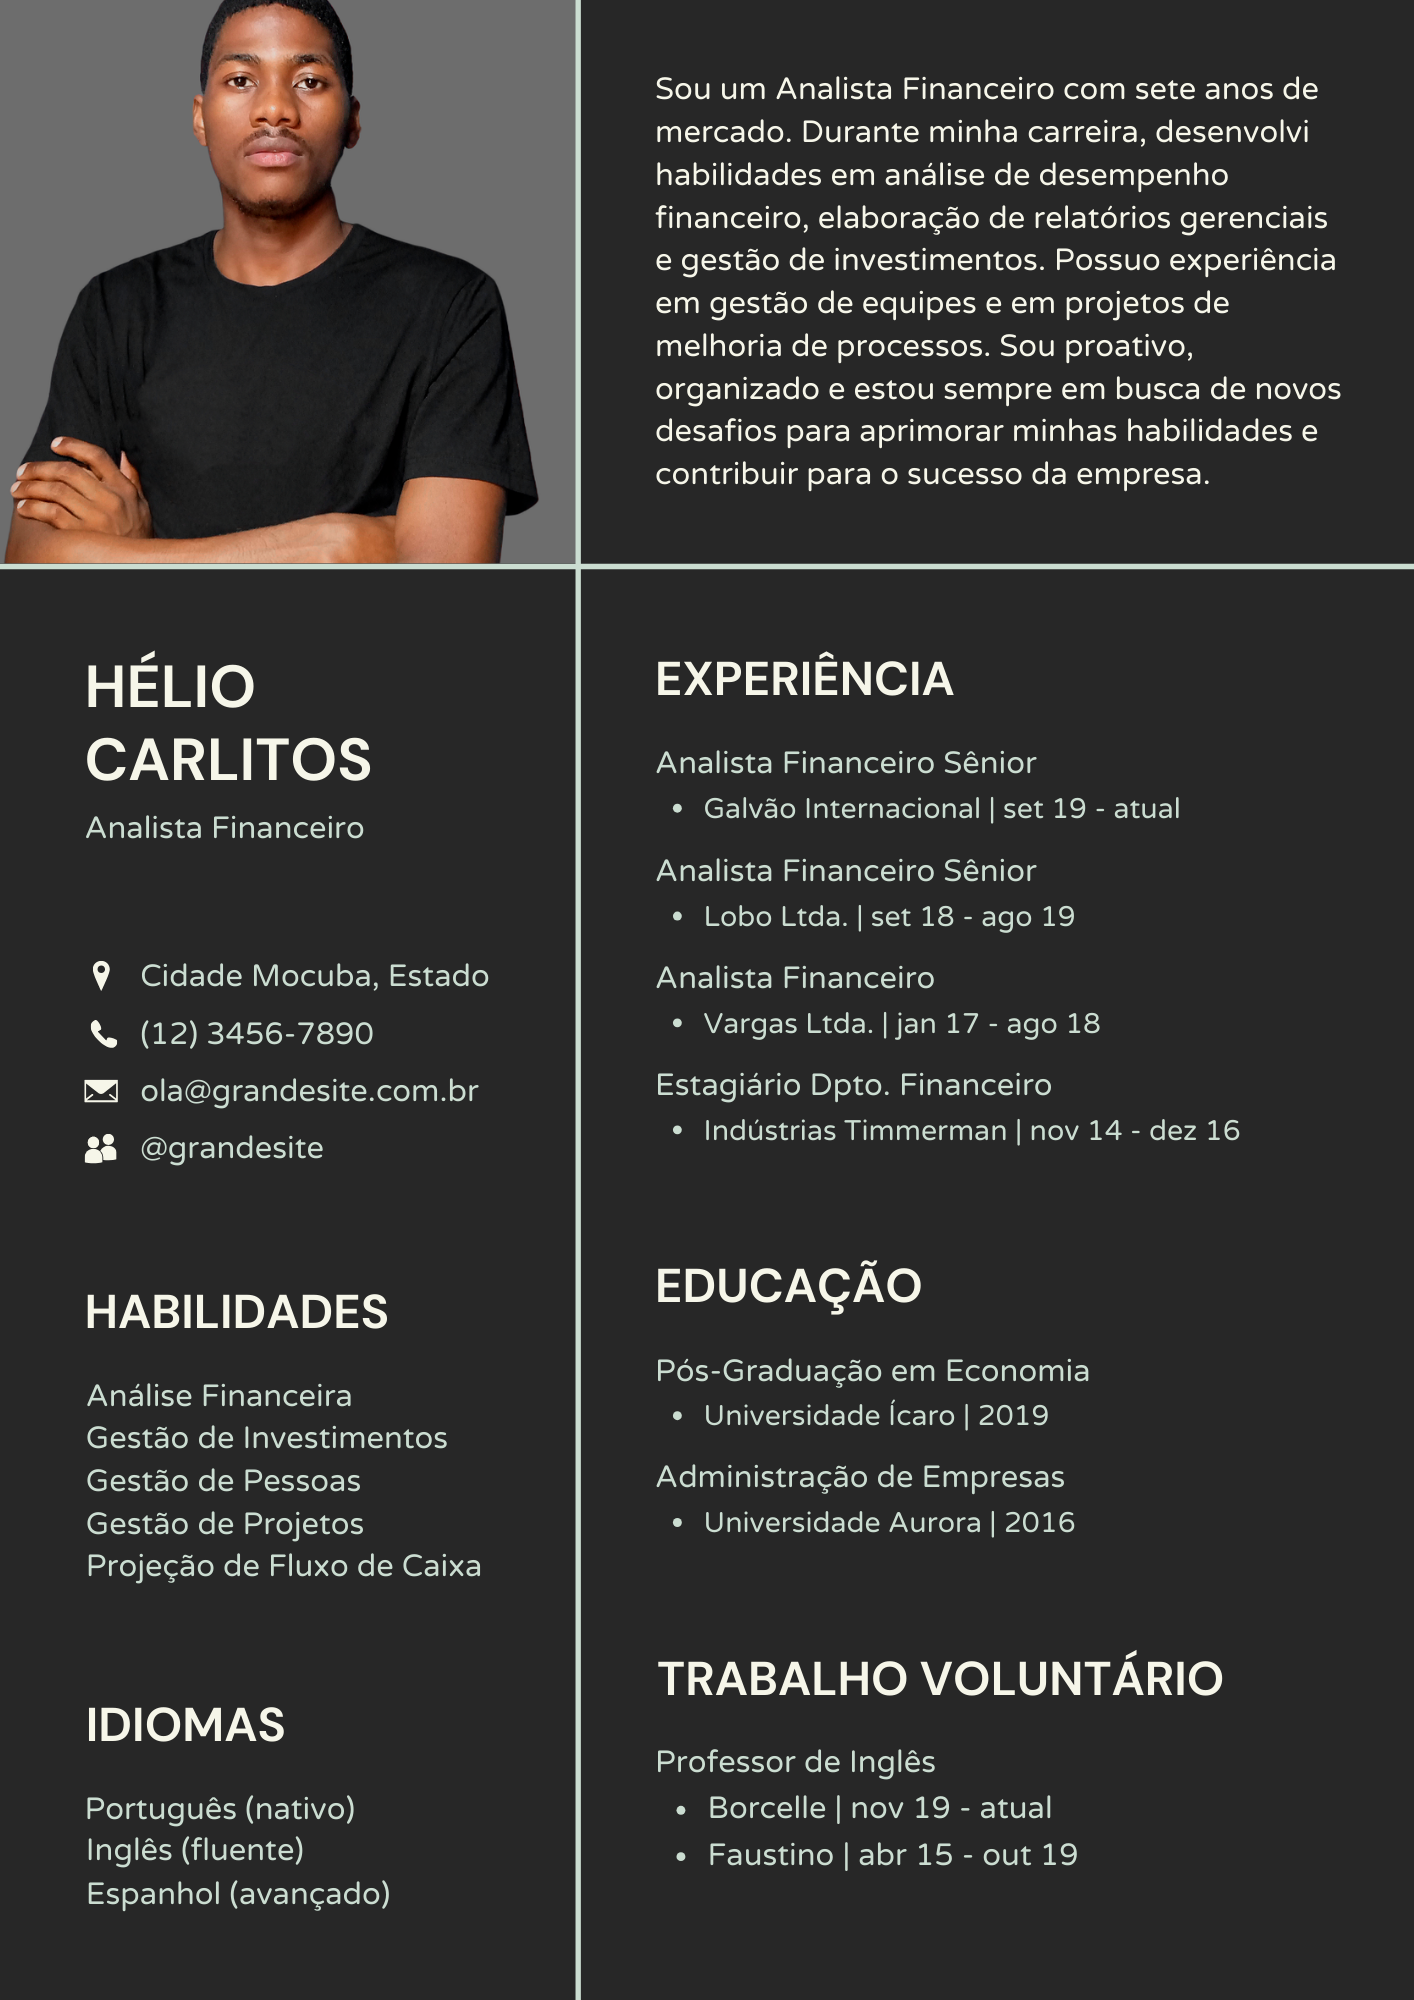 Sou um Analista Financeiro com sete anos de
mercado. Durante minha carreira, desenvolvi
habilidades em análise de desempenho
financeiro, elaboração de relatórios gerenciais
e gestão de investimentos. Possuo experiência
em gestão de equipes e em projetos de
melhoria de processos. Sou proativo,
organizado e estou sempre em busca de novos
desafios para aprimorar minhas habilidades e
contribuir para o sucesso da empresa.
HÉLIO
CARLITOS
Analista Financeiro
Cidade Mocuba, Estado
(12) 3456-7890
ola@grandesite.com.br
@grandesite
HABILIDADES
Análise Financeira
Gestão de Investimentos
Gestão de Pessoas
Gestão de Projetos
Projeção de Fluxo de Caixa
IDIOMAS
Português (nativo)
Inglês (fluente)
Espanhol (avançado)
EXPERIÊNCIA
Analista Financeiro Sênior
• Galvão Internacional | set 19 - atual
Analista Financeiro Sênior
• Lobo Ltda. | set 18 - ago 19
Analista Financeiro
• Vargas Ltda. | jan 17 - ago 18
Estagiário Dpto. Financeiro
• Indústrias Timmerman | nov 14 - dez 16
EDUCAÇÃO
Pós-Graduação em Economia
• Universidade Ícaro | 2019
Administração de Empresas
• Universidade Aurora | 2016
TRABALHO VOLUNTÁRIO
Professor de Inglês
• Borcelle | nov 19 - atual
• Faustino | abr 15 - out 19